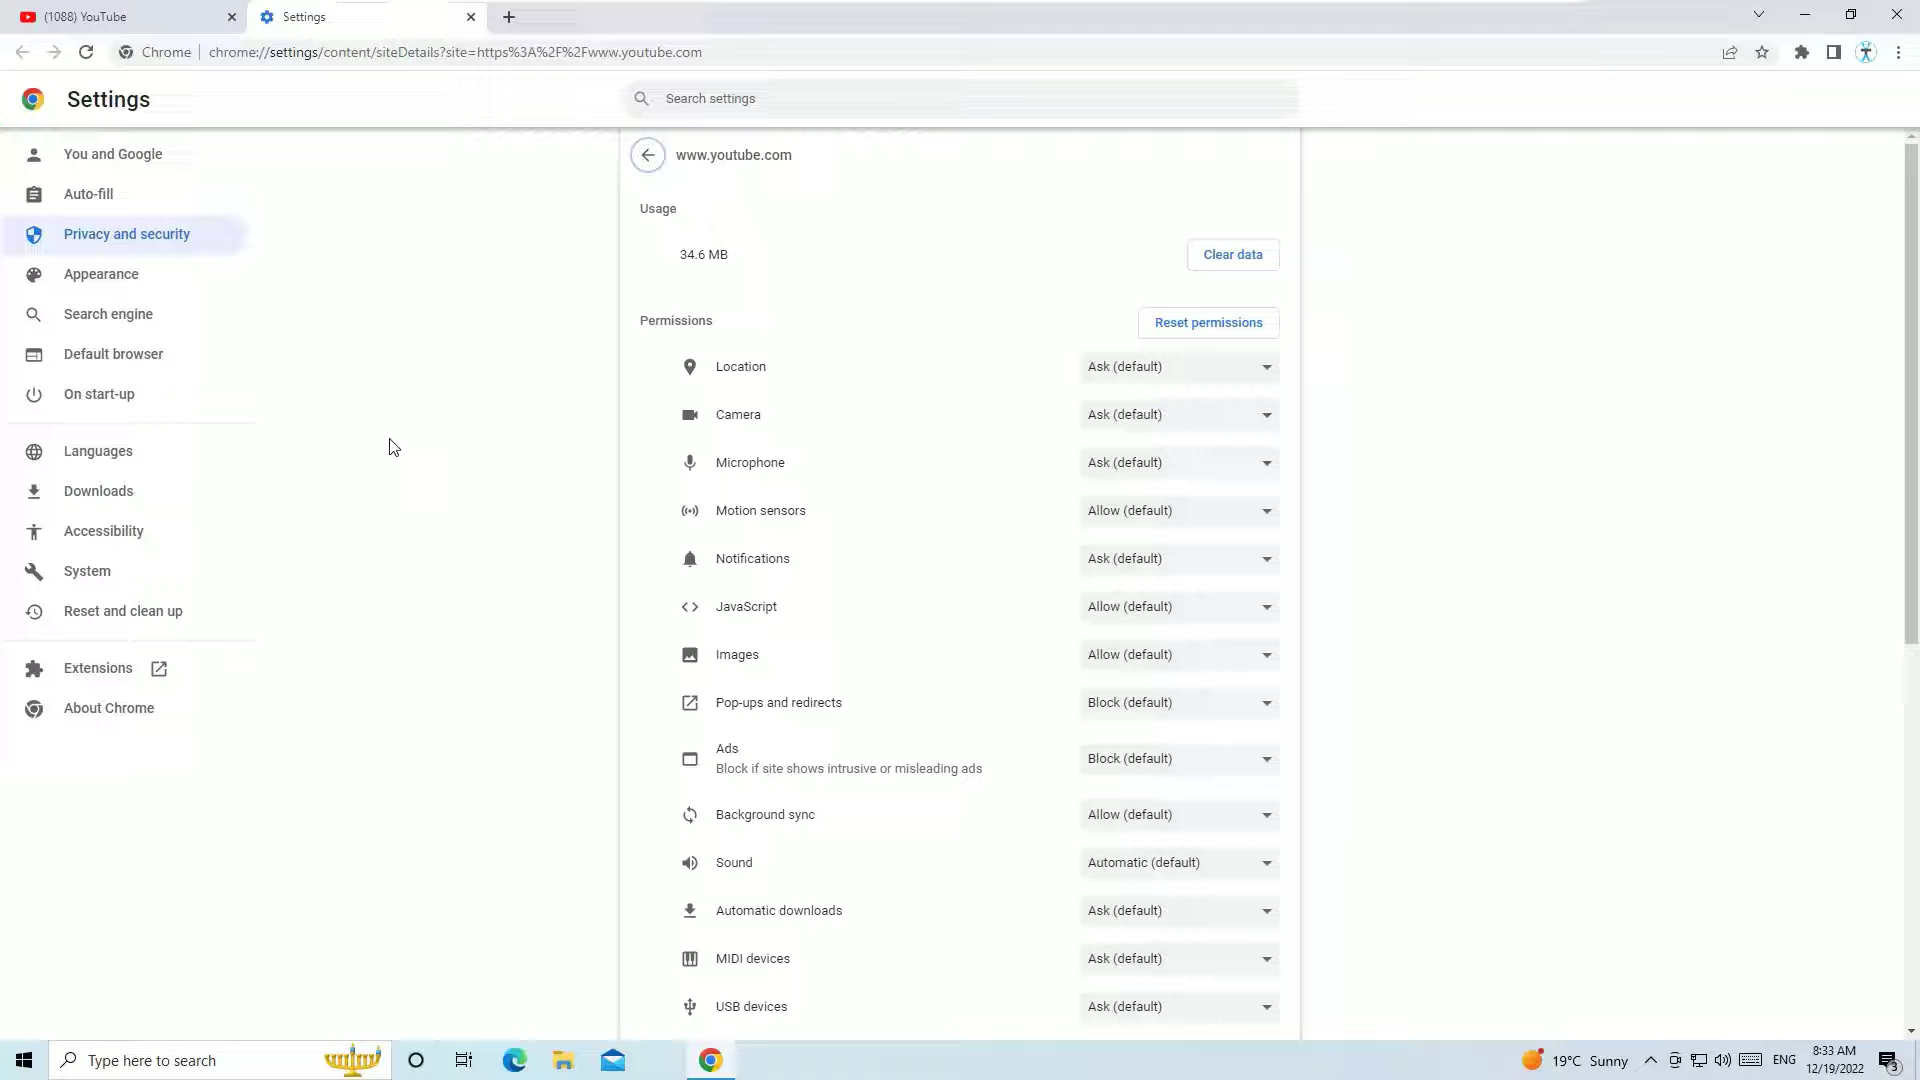 (1088) YouTube
Settings
Chrome
chrome://settings/content/siteDetails?site=https%3A%2F%2Fwww.youtube.com
Settings
Search settings
You and Google
Auto-fill
Privacy and security
Appearance
Search engine
Default browser
On start-up
Languages
Downloads
Accessibility
System
Reset and clean up
Extensions
About Chrome
www.youtube.com
Usage
34.6 MB
Clear data
Permissions
Reset permissions
Location
Ask (default)
Camera
Ask (default)
Microphone
Ask (default)
Motion sensors
Allow (default)
Notifications
Ask (default)
JavaScript
Allow (default)
Images
Allow (default)
Pop-ups and redirects
Block (default)
Ads
Block if site shows intrusive or misleading ads
Block (default)
Background sync
Allow (default)
Sound
Automatic (default)
Automatic downloads
Ask (default)
MIDI devices
Ask (default)
USB devices
Ask (default)
Type here to search
19°C Sunny
ENG
8:33 AM
12/19/2022
3